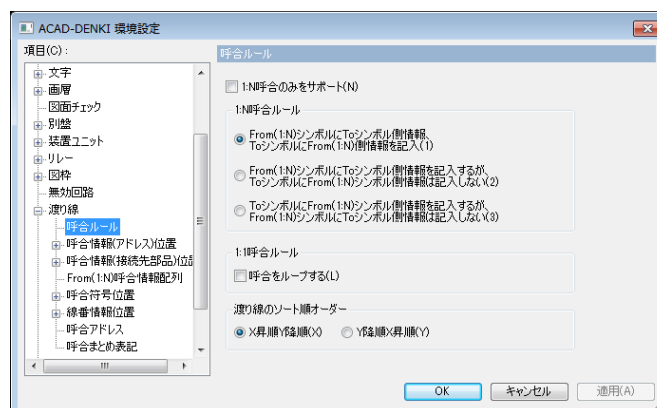 ACAD-DENKI 環境設定
項目(C):
文字
画層
図面チェック
別盤
装置ユニット
リレー
図枠
無効回路
渡り線
呼合ルール
呼合情報(アドレス)位置
呼合情報(接続先部品)位
From(1:N)呼合情報配列
呼合符号位置
線番情報位置
呼合アドレス
呼合まとめ表記
呼合ルール
1:N呼合のみをサポート(N)
1:N呼合ルール
From(1:N)シンボルにToシンボル側情報、
ToシンボルにFrom(1:N)側情報を記入(1)
From(1:N)シンボルにToシンボル側情報を記入するが、
ToシンボルにFrom(1:N)シンボル側情報は記入しない(2)
ToシンボルにFrom(1:N)シンボル側情報を記入するが、
From(1:N)シンボルにToシンボル側情報は記入しない(3)
1:1呼合ルール
呼合をループする(L)
渡り線のソート順オーダー
X昇順Y降順(X)
Y降順X昇順(Y)
OK
キャンセル
適用(A)